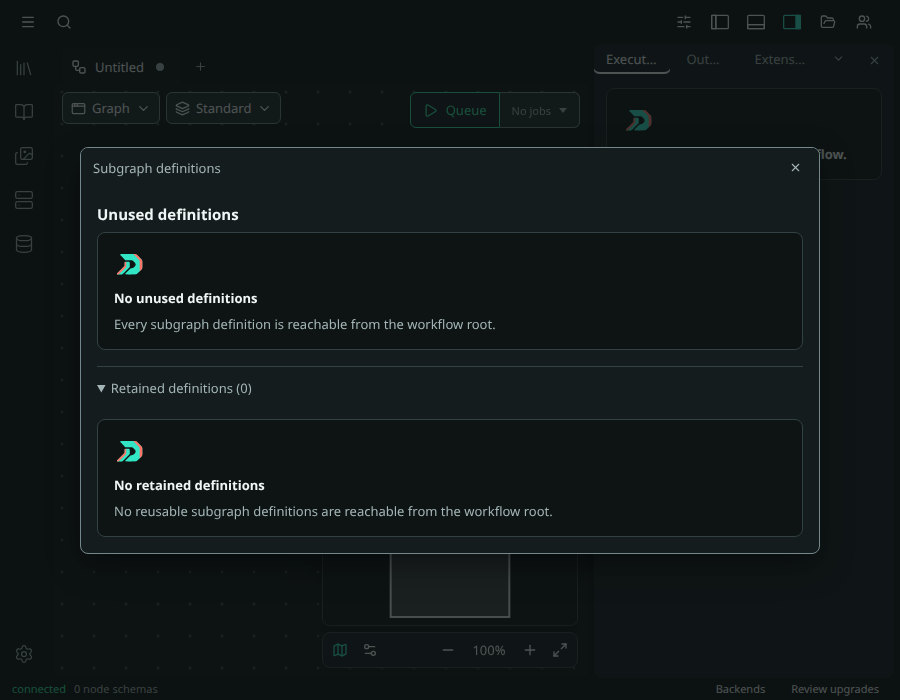 Untitled
Execut...
Out...
Extens...
Graph
Standard
Queue
No jobs
flow.
Subgraph definitions
Unused definitions
No unused definitions
Every subgraph definition is reachable from the workflow root.
Retained definitions (0)
No retained definitions
No reusable subgraph definitions are reachable from the workflow root.
100%
connected
0 node schemas
Backends
Review upgrades